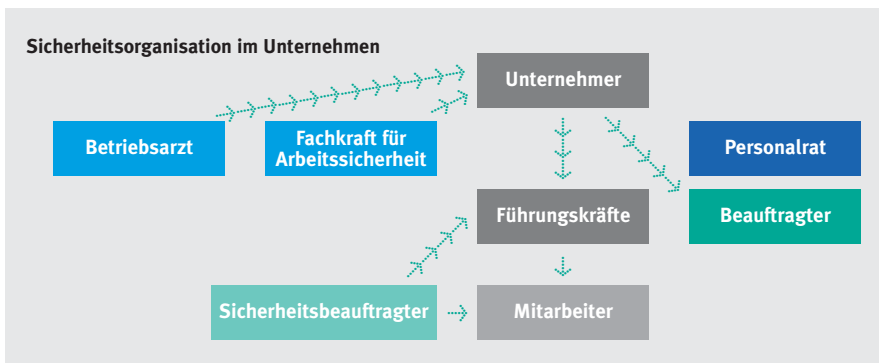 Sicherheitsorganisation im Unternehmen
Unternehmer
Betriebsarzt
Fachkraft für
Arbeitssicherheit
Personalrat
Führungskräfte
Beauftragter
Sicherheitsbeauftragter
Mitarbeiter